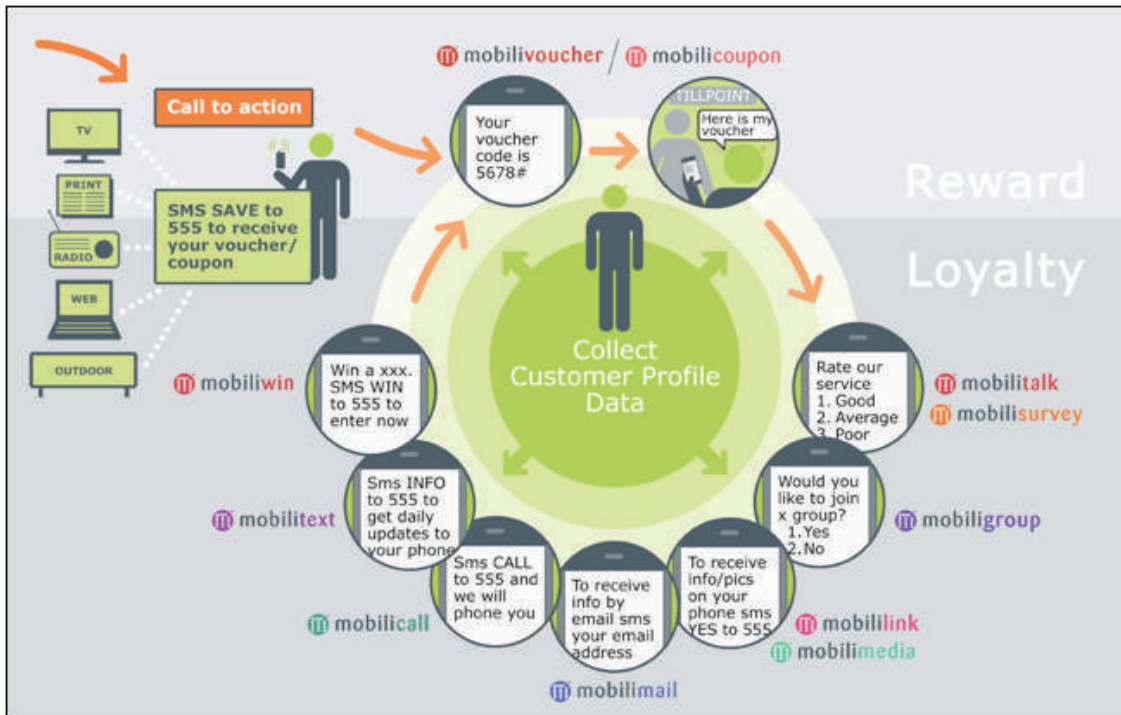 mobilivoucher / mobilicoupon
Call to action
TV
PRINT
RADIO
WEB
OUTDOOR
SMS SAVE to
555 to receive
your voucher/
coupon
Your
voucher
code is
5678#
TILLPOINT
Here is my
voucher
Reward
Loyalty
Collect
Customer Profile
Data
Rate our
service
1. Good
2. Average
3. Poor
mobilitalk
mobilisurvey
Would you
like to join
x group?
1. Yes
2. No
mobiligroup
To receive
info/pics
on your
phone sms
YES to 555
mobililink
mobilimedia
To receive
info by
email sms
your email
address
mobilimail
Sms CALL
to 555 and
we will
phone you
mobilicall
Sms INFO
to 555 to
get daily
updates to
your phone
mobilitext
Win a xxx.
SMS WIN
to 555 to
enter now
mobiliwin